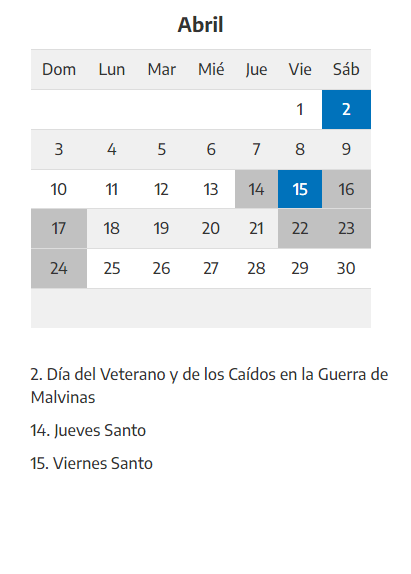 Abril
Dom Lun Mar Mié Jue Vie Sáb
1 2
3 4 5 6 7 8 9
10 11 12 13 14 15 16
17 18 19 20 21 22 23
24 25 26 27 28 29 30
2. Día del Veterano y de los Caídos en la Guerra de
Malvinas
14. Jueves Santo
15. Viernes Santo